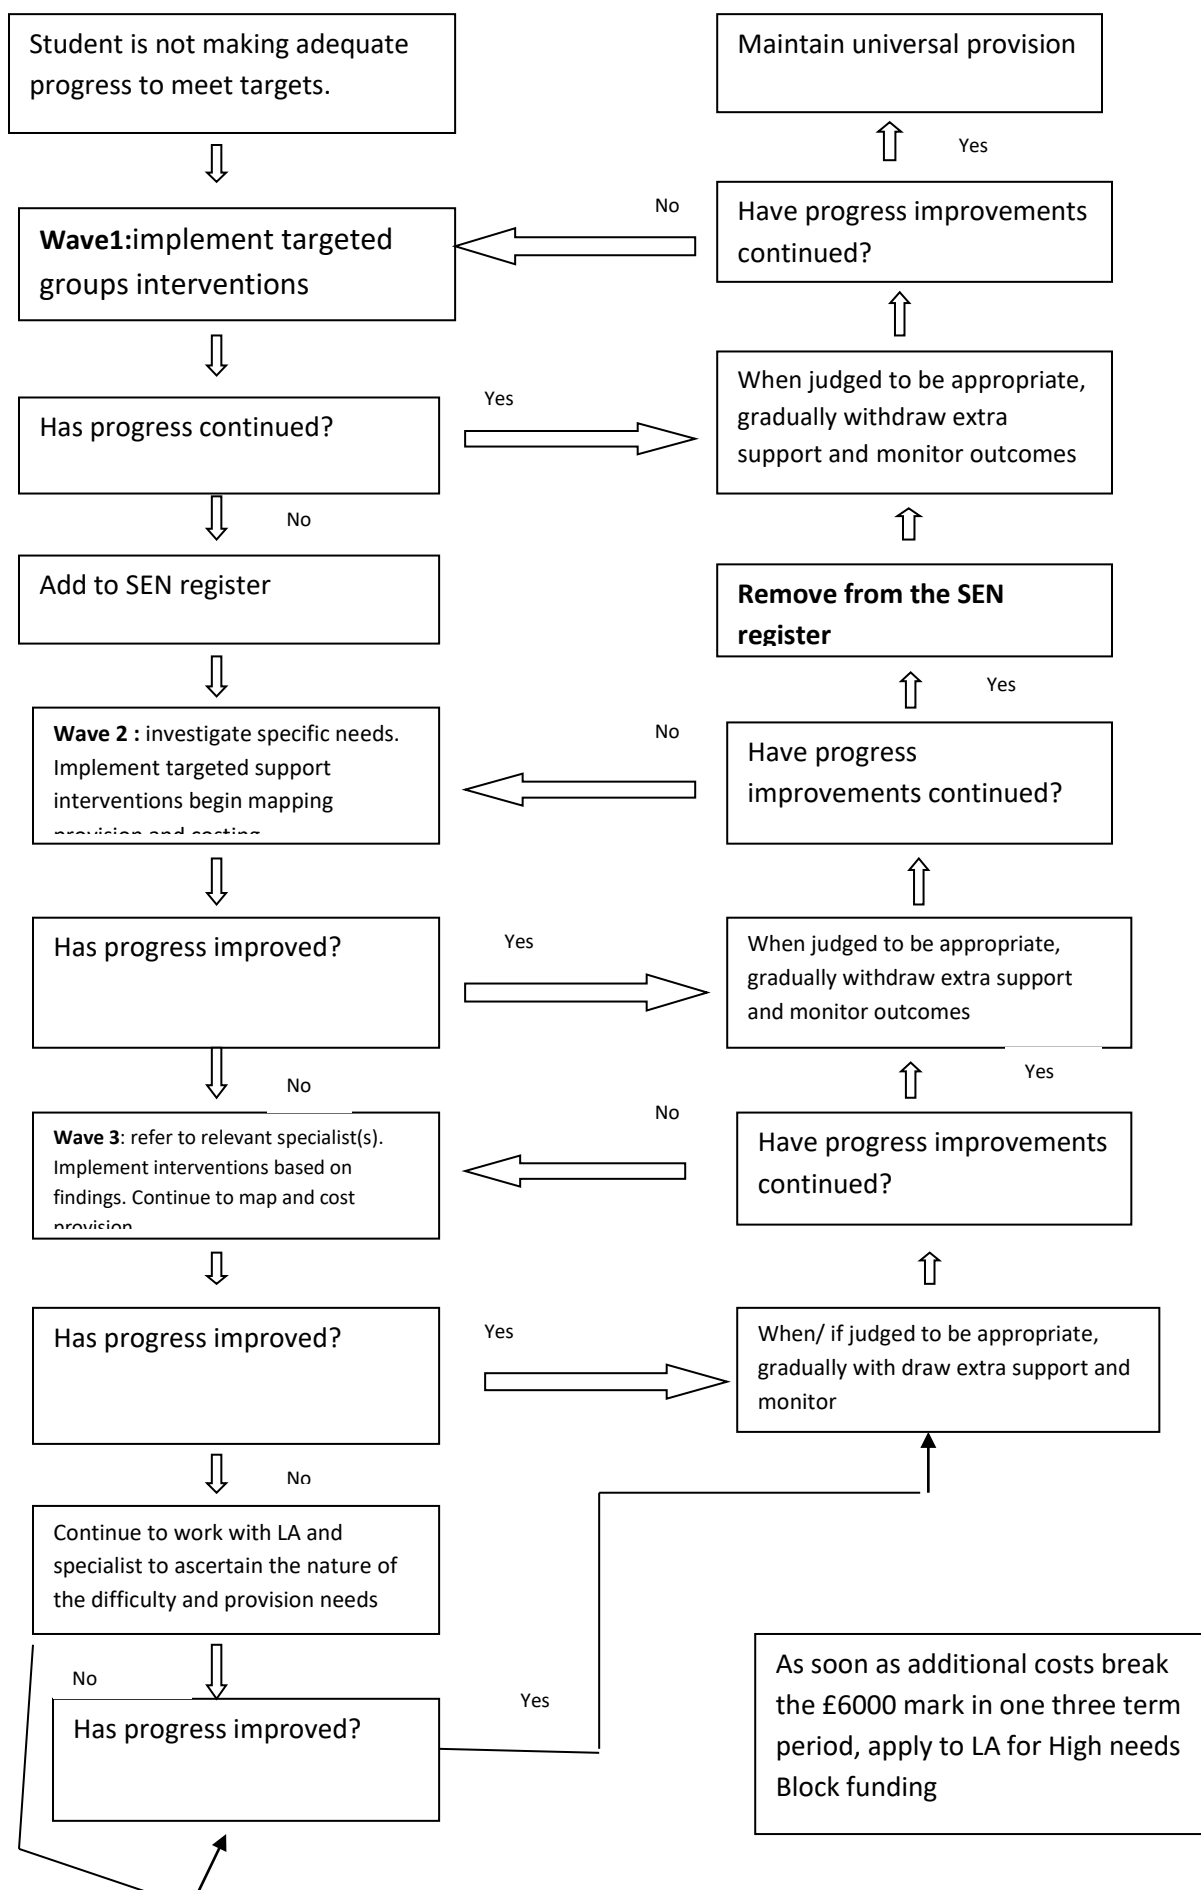 Student is not making adequate
progress to meet targets.
Maintain universal provision
Yes
Wave1:implement targeted
groups interventions
No
Have progress improvements
continued?
Has progress continued?
Yes
When judged to be appropriate,
gradually withdraw extra
support and monitor outcomes
No
Add to SEN register
Remove from the SEN
register
Yes
Wave 2 : investigate specific needs.
Implement targeted support
interventions begin mapping
provision and costing
No
Have progress
improvements continued?
Has progress improved?
Yes
When judged to be appropriate,
gradually withdraw extra support
and monitor outcomes
Yes
No
Wave 3: refer to relevant specialist(s).
Implement interventions based on
findings. Continue to map and cost
provision
No
Have progress improvements
continued?
Has progress improved?
Yes
When/ if judged to be appropriate,
gradually with draw extra support and
monitor
No
Continue to work with LA and
specialist to ascertain the nature of
the difficulty and provision needs
No
Has progress improved?
Yes
As soon as additional costs break
the £6000 mark in one three term
period, apply to LA for High needs
Block funding